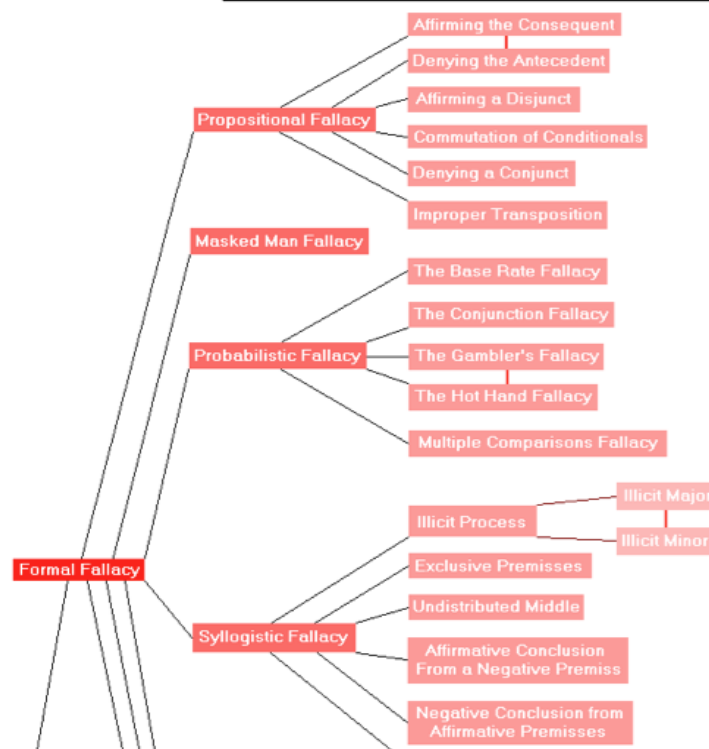 Affirming the Consequent
Denying the Antecedent
Affirming a Disjunct
Propositional Fallacy
Commutation of Conditionals
Denying a Conjunct
Improper Transposition
Masked Man Fallacy
The Base Rate Fallacy
The Conjunction Fallacy
Probabilistic Fallacy
The Gambler's Fallacy
The Hot Hand Fallacy
Multiple Comparisons Fallacy
Illicit Major
Illicit Process
Illicit Minor
Formal Fallacy
Exclusive Premisses
Undistributed Middle
Syllogistic Fallacy
Affirmative Conclusion
From a Negative Premiss
Negative Conclusion from
Affirmative Premisses